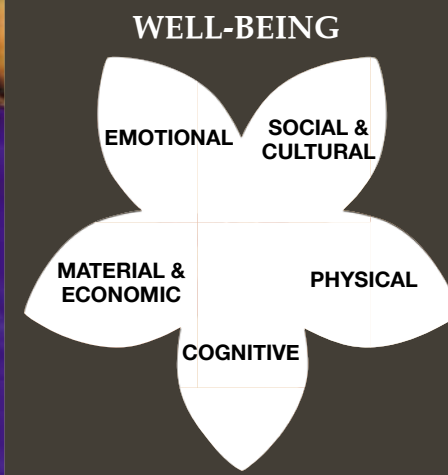 WELL-BEING
EMOTIONAL
SOCIAL &
CULTURAL
MATERIAL &
ECONOMIC
PHYSICAL
COGNITIVE